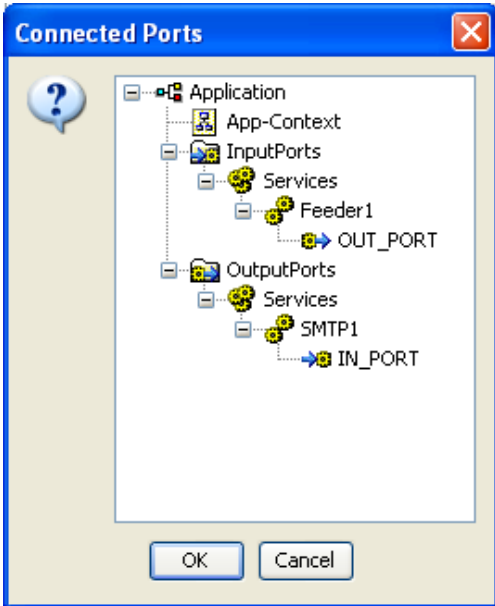 Connected Ports
Application
App-Context
InputPorts
Services
Feeder1
OUT_PORT
OutputPorts
Services
SMTP1
IN_PORT
OK
Cancel